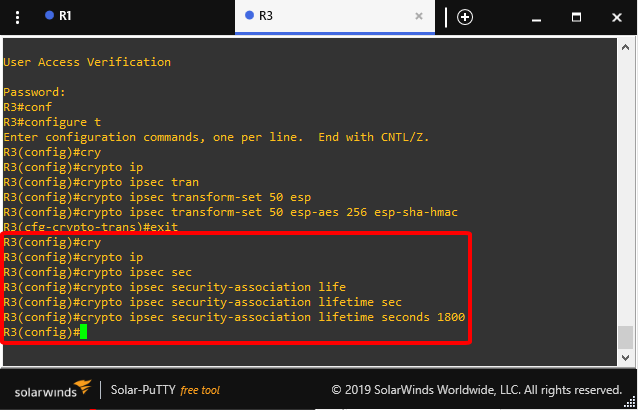 R1
R3
User Access Verification
Password:
R3#conf
R3#configure t
Enter configuration commands, one per line.  End with CNTL/Z.
R3(config)#cry
R3(config)#crypto ip
R3(config)#crypto ipsec tran
R3(config)#crypto ipsec transform-set 50 esp
R3(config)#crypto ipsec transform-set 50 esp-aes 256 esp-sha-hmac
R3(cfg-crypto-trans)#exit
R3(config)#cry
R3(config)#crypto ip
R3(config)#crypto ipsec sec
R3(config)#crypto ipsec security-association life
R3(config)#crypto ipsec security-association lifetime sec
R3(config)#crypto ipsec security-association lifetime seconds 1800
R3(config)#
solarwinds Solar-PuTTY free tool © 2019 SolarWinds Worldwide, LLC. All rights reserved.